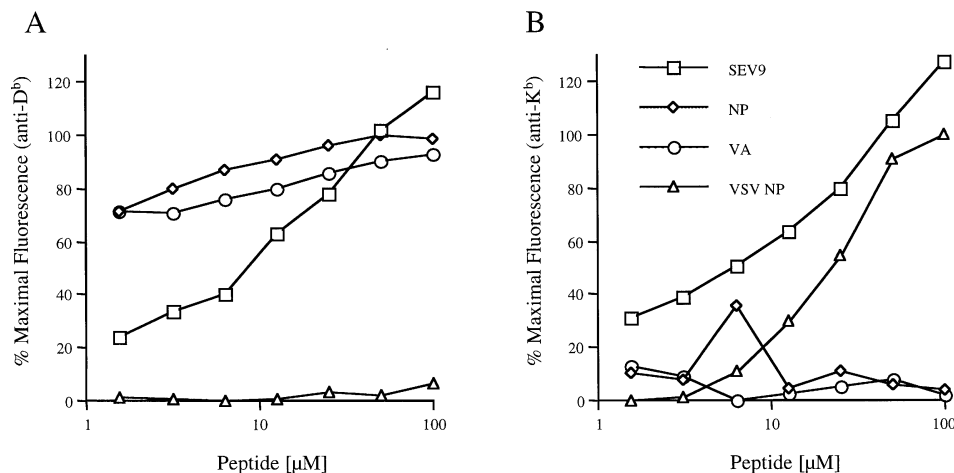 A
% Maximal Fluorescence (anti-Dᵇ)
120
100
80
60
40
20
0
1
10
100
Peptide [µM]
B
% Maximal Fluorescence (anti-Kᵇ)
120
100
80
60
40
20
0
1
10
100
Peptide [µM]
SEV9
NP
VA
VSV NP